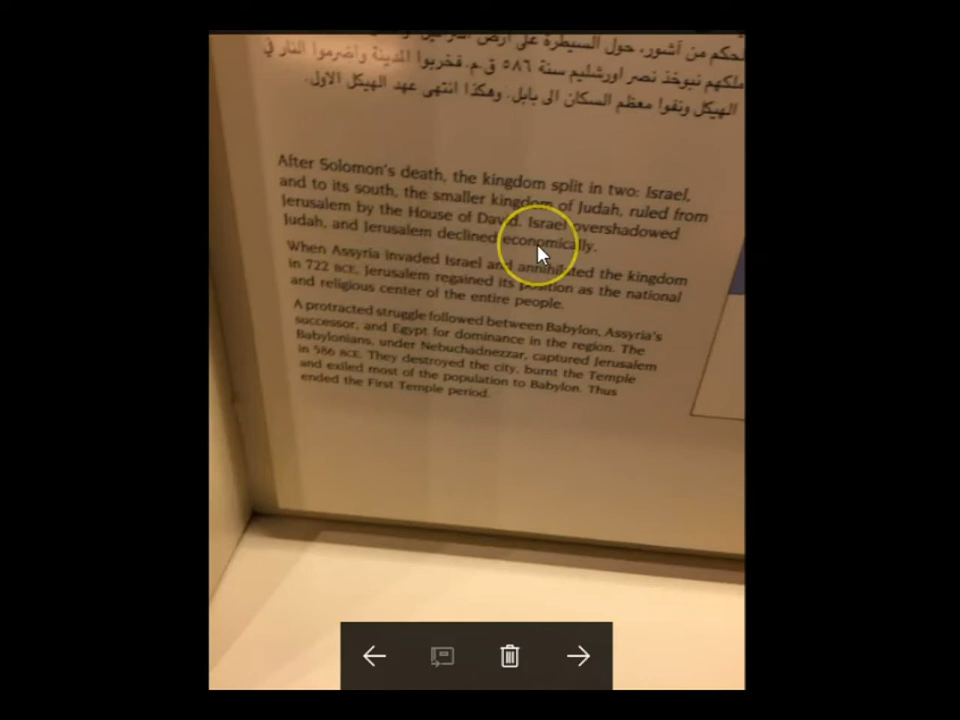 لحكم من آشور، حول السيطرة على ارض
ملكهم نبوخذ نصر اورشليم سنة ٥٨٦ ق.م. فخربوا المدينة واضرموا النار في
الهيكل ونفوا معظم السكان الى بابل. وهكذا انتهى عهد الهيكل الاول.
After Solomon's death, the kingdom split in two: Israel,
and to its south, the smaller kingdom of Judah, ruled from
Jerusalem by the House of David. Israel overshadowed
Judah, and Jerusalem declined economically.
When Assyria invaded Israel and annihilated the kingdom
in 722 BCE, Jerusalem regained its position as the national
and religious center of the entire people.
A protracted struggle followed between Babylon, Assyria's
successor, and Egypt for dominance in the region. The
Babylonians, under Nebuchadnezzar, captured Jerusalem
in 586 BCE. They destroyed the city, burnt the Temple
and exiled most of the population to Babylon. Thus
ended the First Temple period.